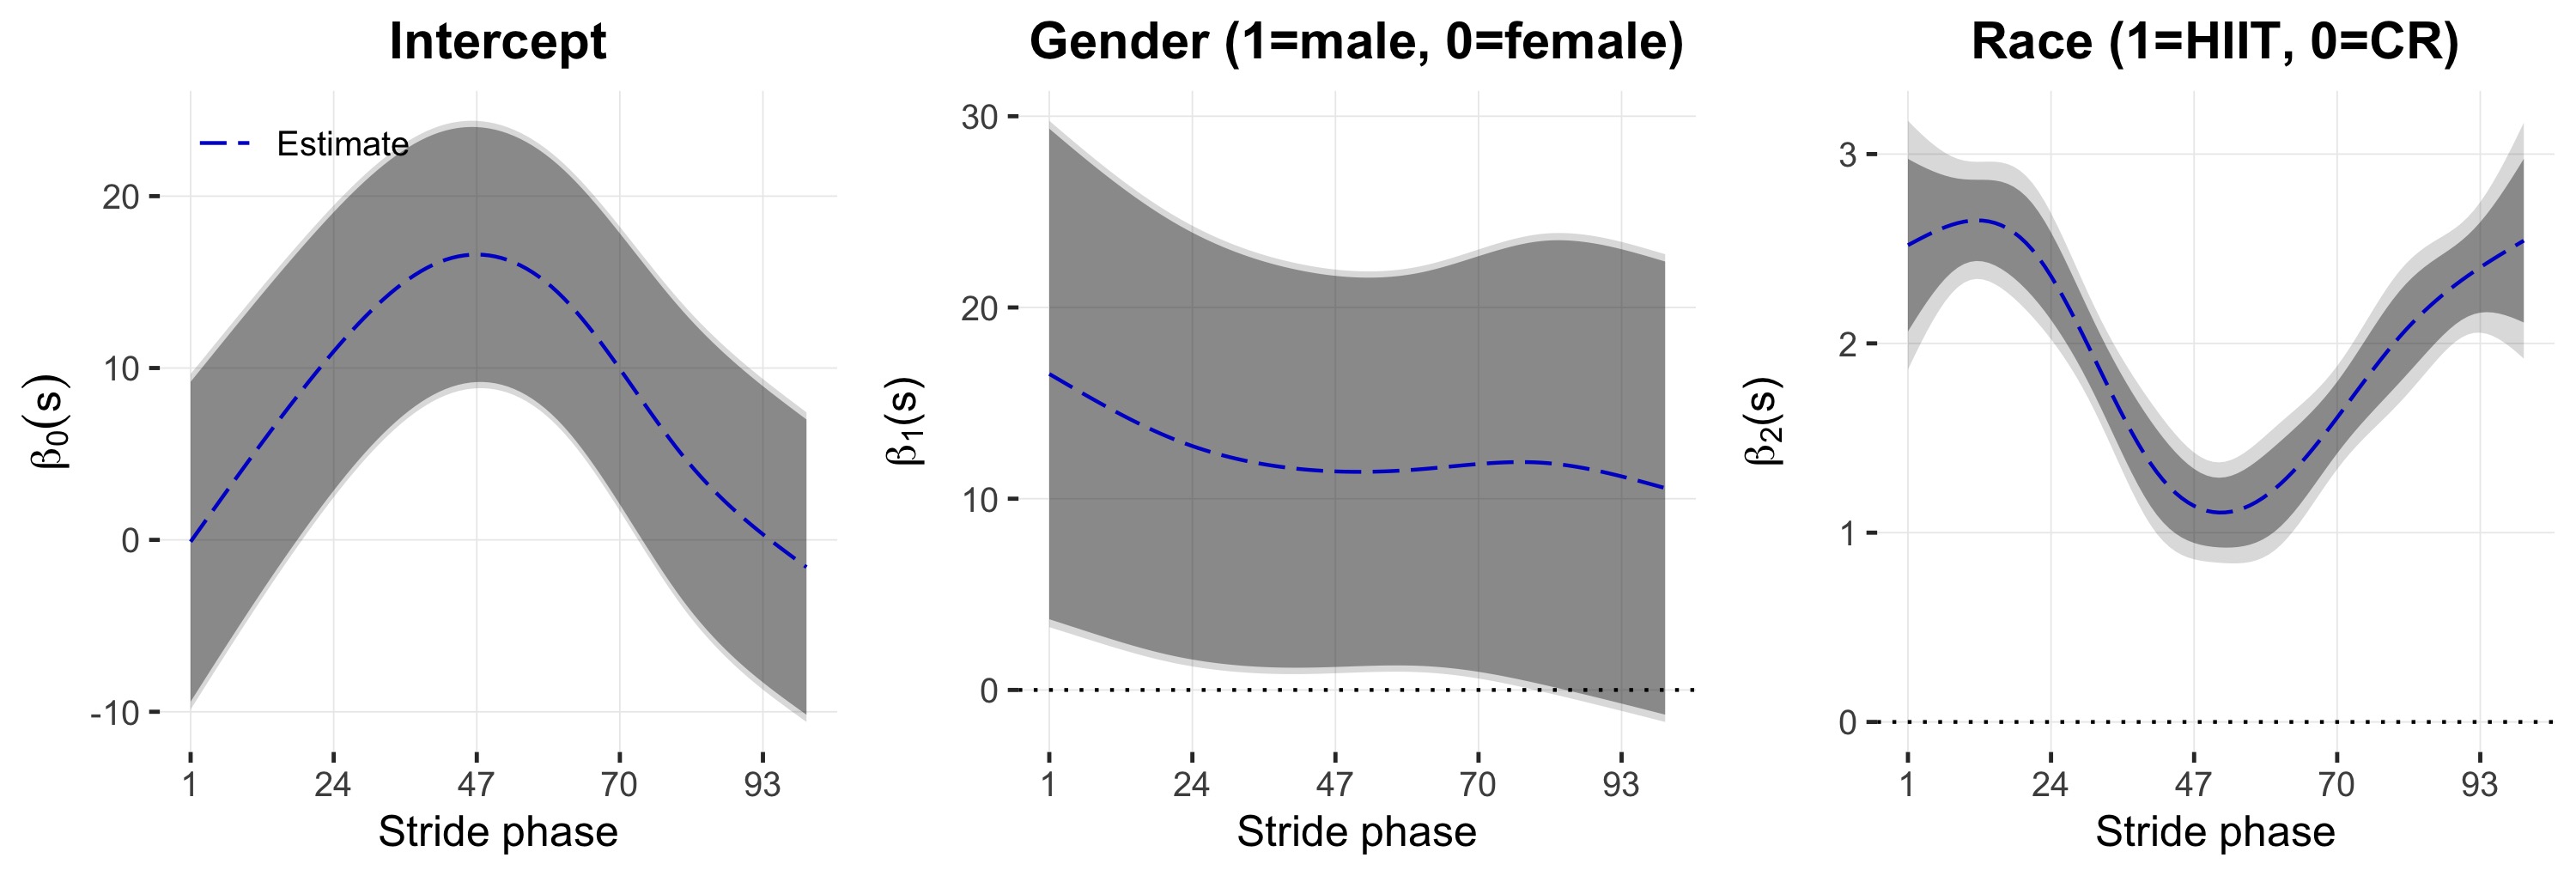 Intercept
Estimate
20
10
0
-10
β0(s)
1 24 47 70 93
Stride phase
Gender (1=male, 0=female)
30
20
10
0
β1(s)
1 24 47 70 93
Stride phase
Race (1=HIIT, 0=CR)
3
2
1
0
β2(s)
1 24 47 70 93
Stride phase